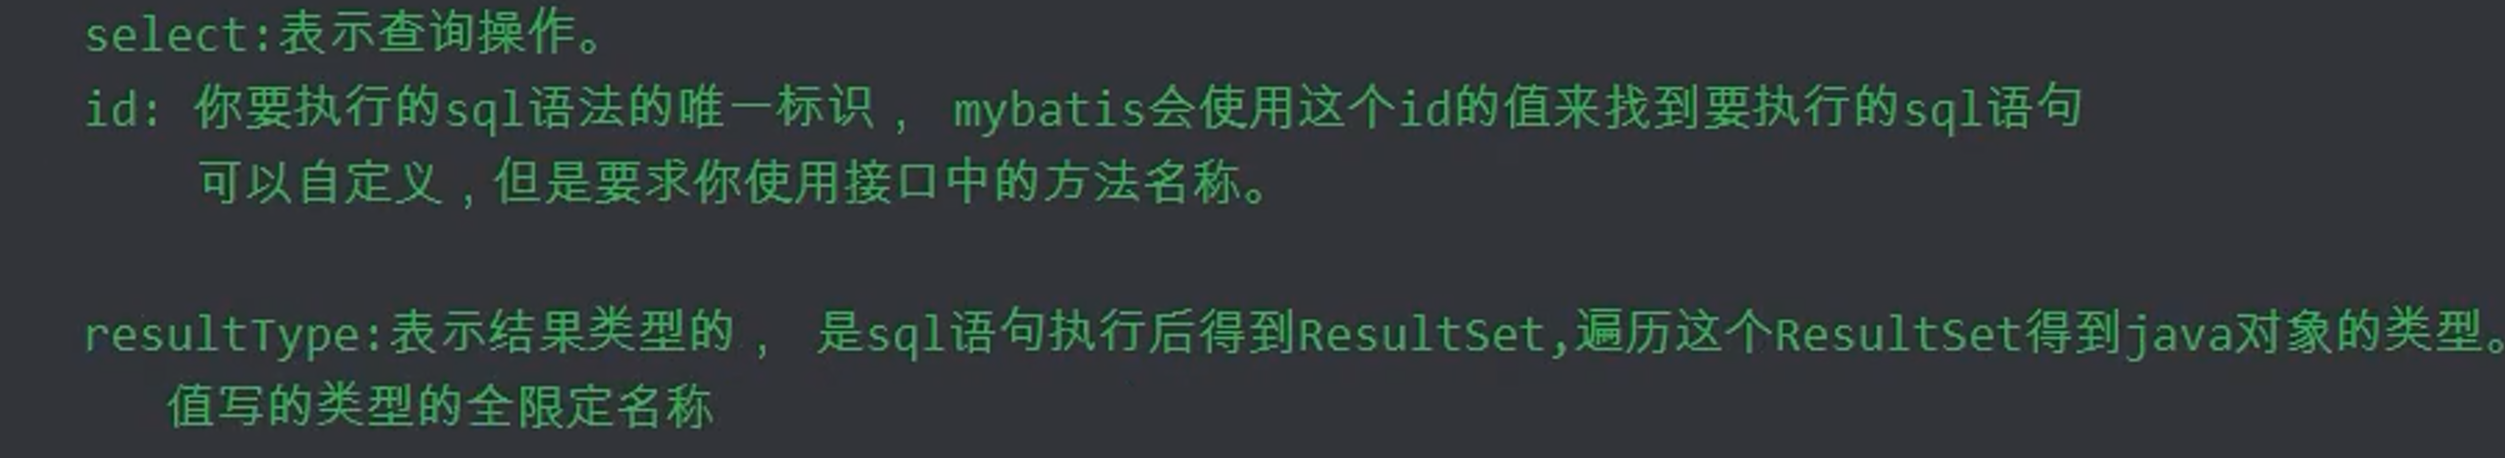 select:表示查询操作。
id: 你要执行的sql语法的唯一标识， mybatis会使用这个id的值来找到要执行的sql语句
可以自定义，但是要求你使用接口中的方法名称。
resultType:表示结果类型的， 是sql语句执行后得到ResultSet,遍历这个ResultSet得到java对象的类型。
值写的类型的全限定名称